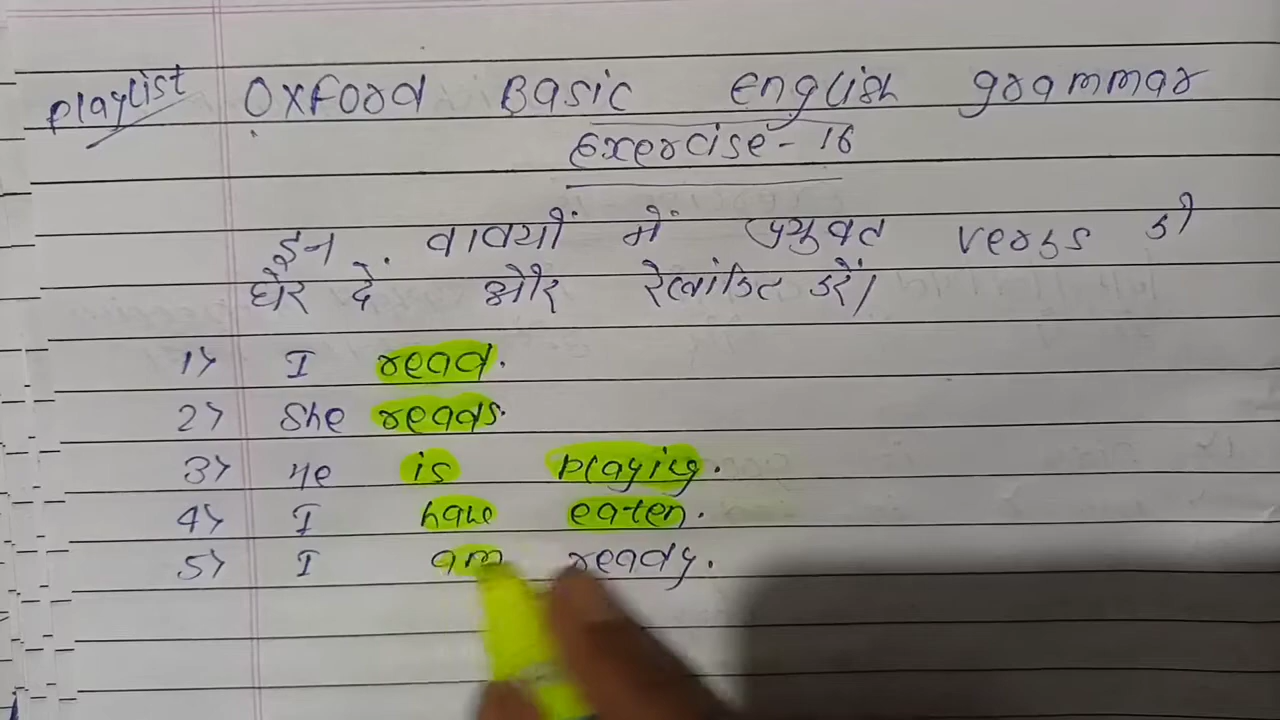 Playlist Oxford Basic English grammar
Exercise - 16
इन वाक्यों में प्रयुक्त verbs को
घेर दें और रेखांकित करें।
1> I read.
2> She reads.
3> He is playing.
4> I have eaten.
5> I am ready.